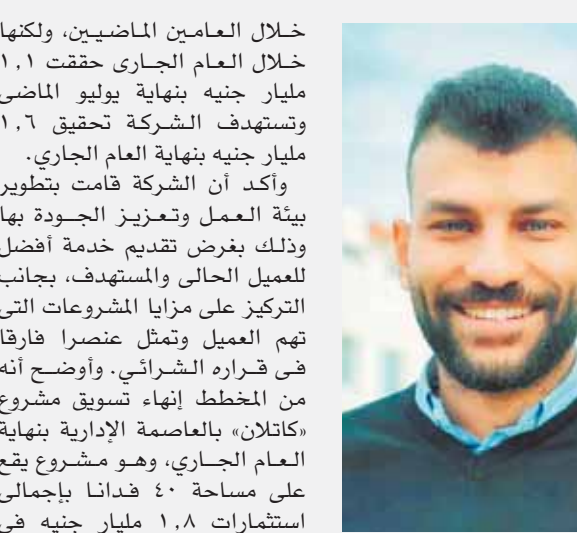 خلال العامين الماضيين، ولكنها
خلال العام الجارى حققت ١,١
مليار جنيه بنهاية يوليو الماضى
وتستهدف الشركة تحقيق ١,٦
مليار جنيه بنهاية العام الجاري.
وأكد أن الشركة قامت بتطوير
بيئة العمل وتعزيز الجودة بها
وذلك بغرض تقديم خدمة أفضل
للعميل الحالى والمستهدف، بجانب
التركيز على مزايا المشروعات التى
تهم العميل وتمثل عنصرا فارقا
فى قراره الشرائي. وأوضح أنه
من المخطط إنهاء تسويق مشروع
«كاتلان» بالعاصمة الإدارية بنهاية
العام الجاري، وهو مشروع يقع
على مساحة ٤٠ فدانا بإجمالى
استثمارات ١,٨ مليار جنيه فى